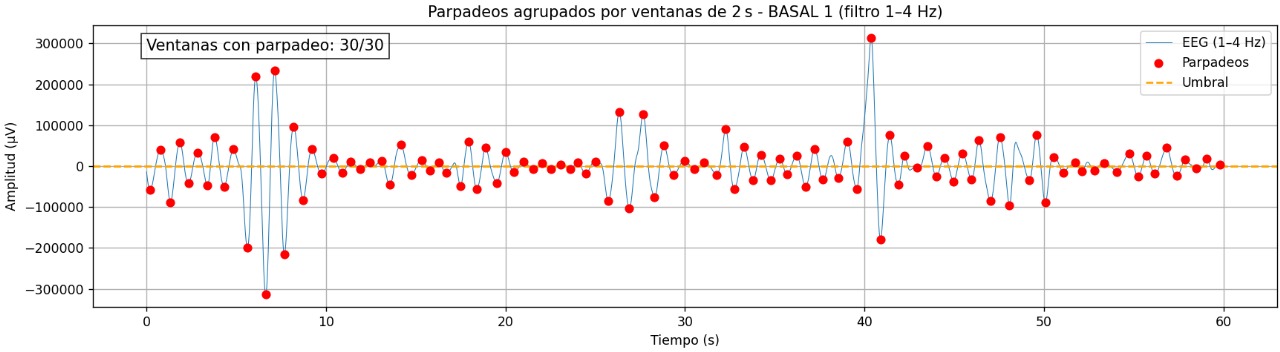 Parpadeos agrupados por ventanas de 2 s - BASAL 1 (filtro 1–4 Hz)
Ventanas con parpadeo: 30/30
EEG (1–4 Hz)
Parpadeos
Umbral
Amplitud (µV)
300000
200000
100000
0
−100000
−200000
−300000
0 10 20 30 40 50 60
Tiempo (s)